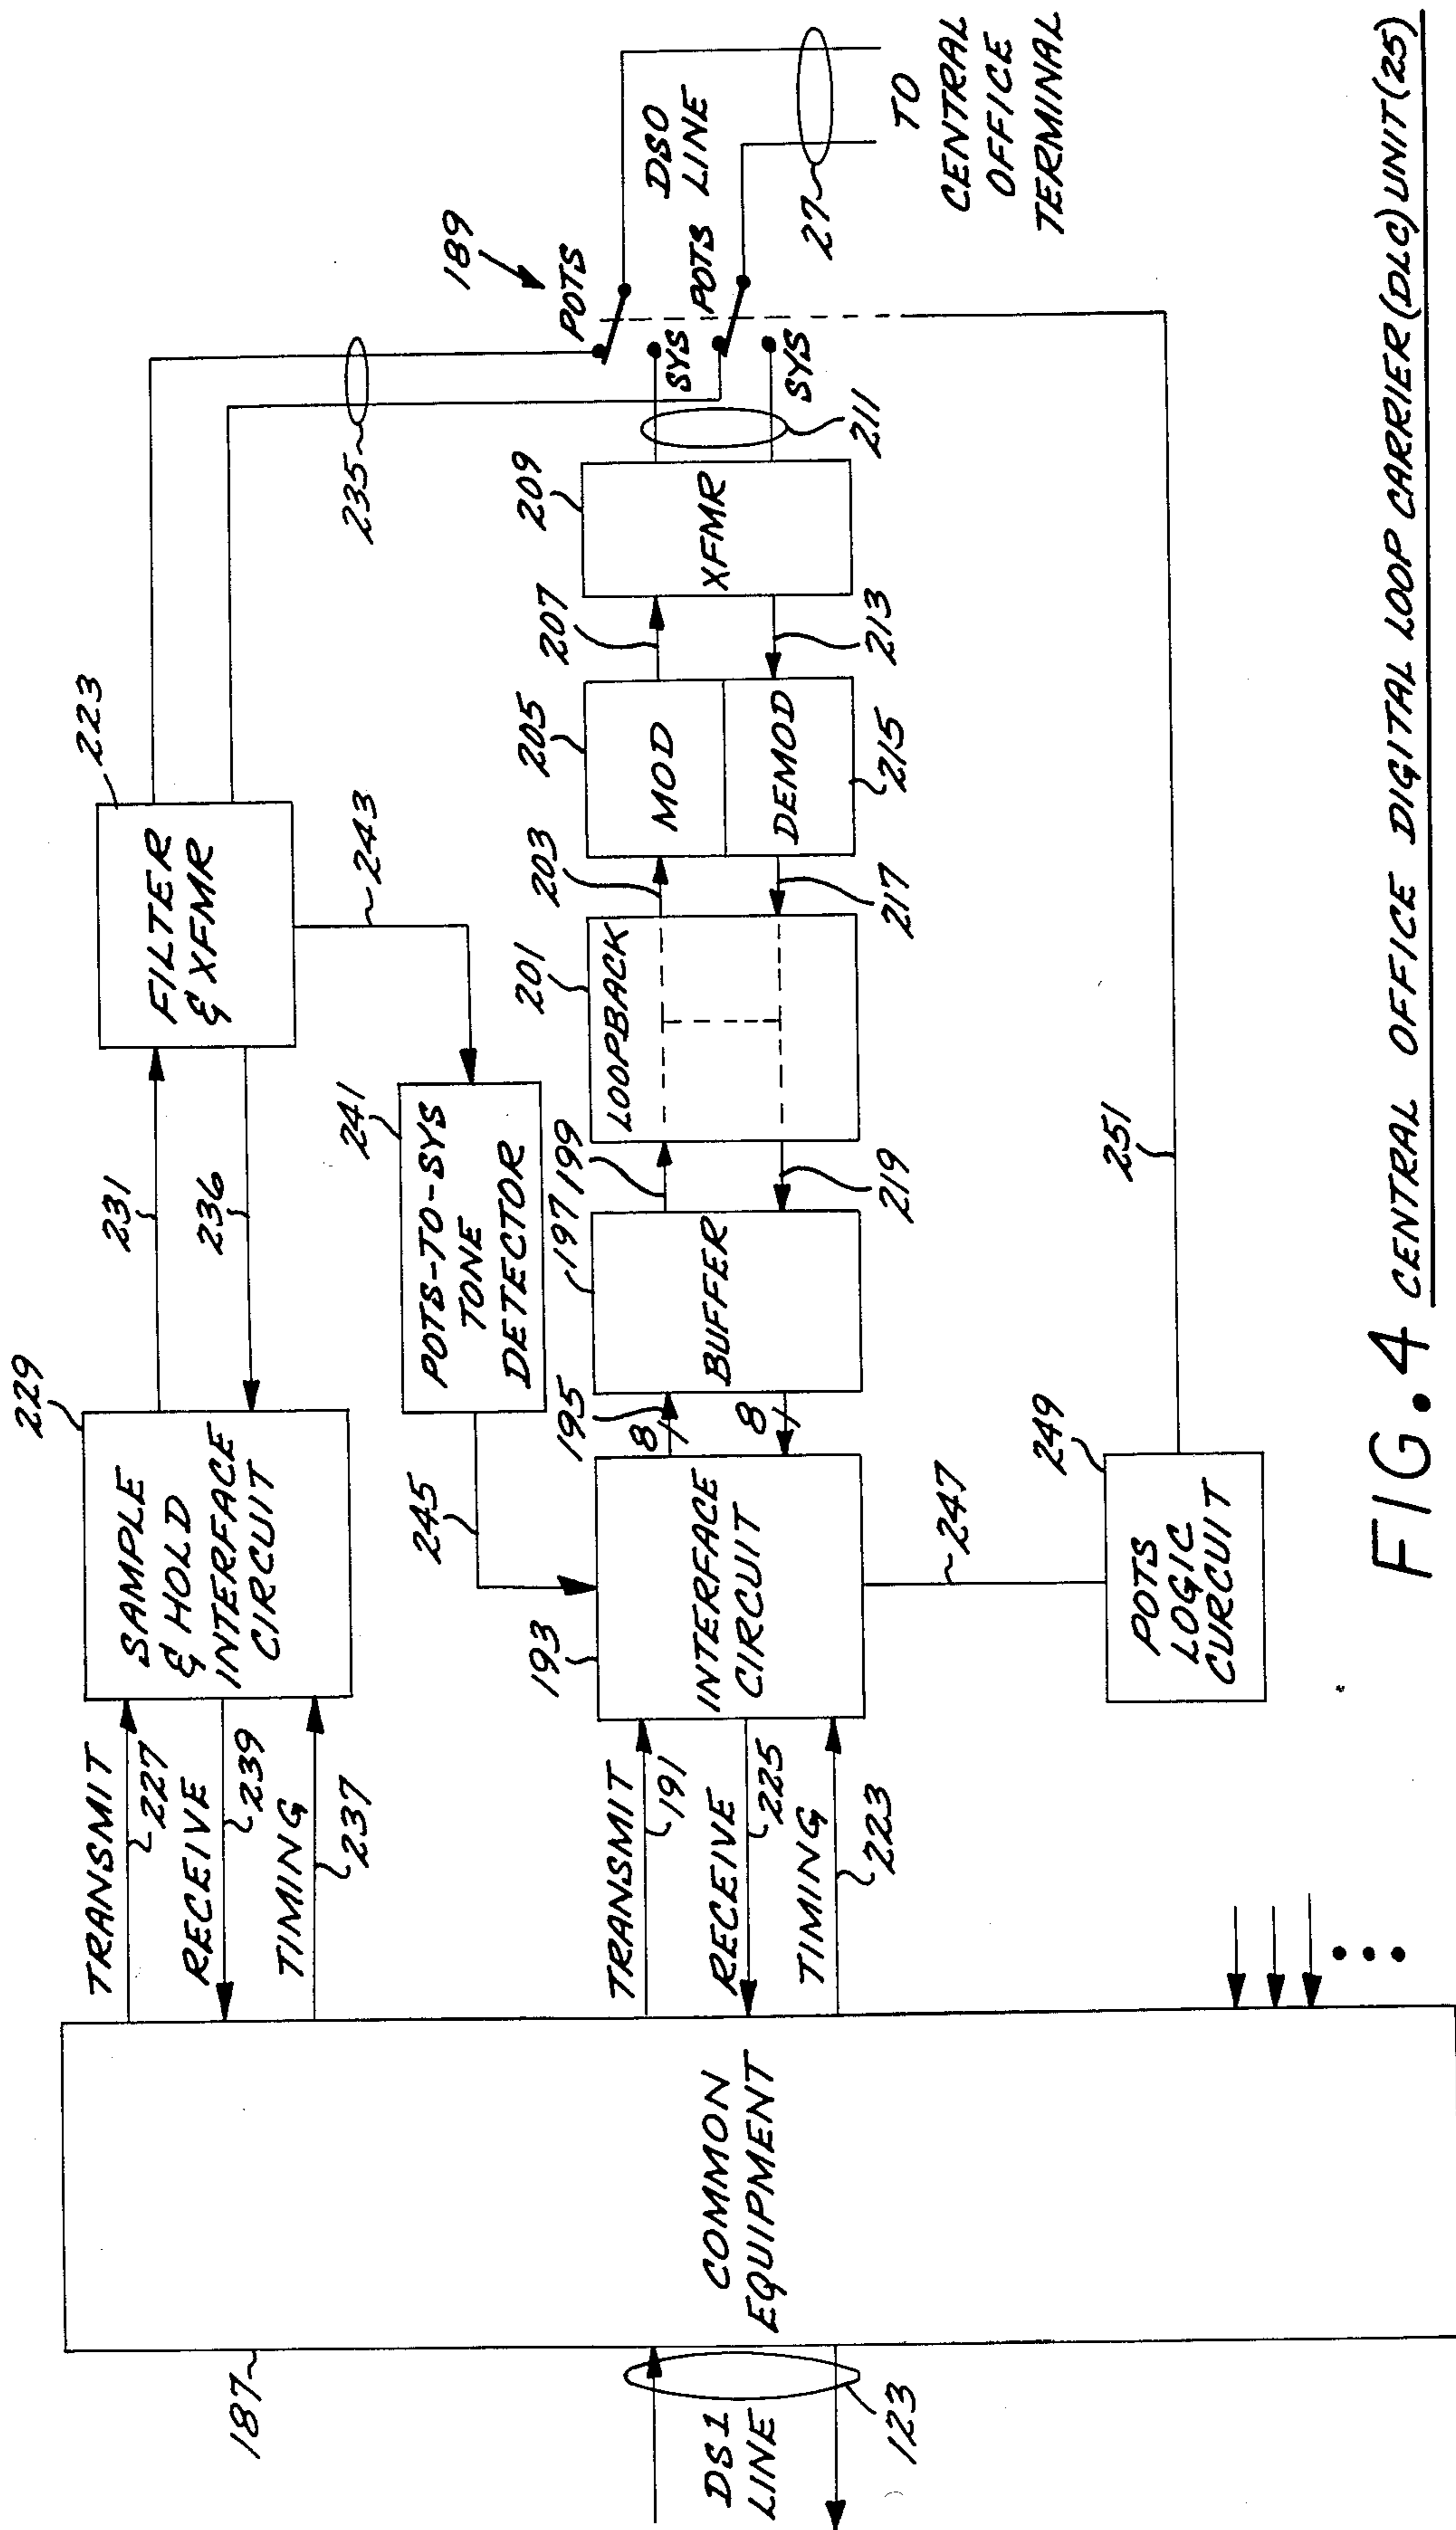 187
DS1
LINE
123
COMMON
EQUIPMENT
TRANSMIT
227
RECEIVE
239
TIMING
237
229
SAMPLE
& HOLD
INTERFACE
CIRCUIT
231
236
223
FILTER
& XFMR
235
243
241
POTS-TO-SYS
TONE
DETECTOR
245
TRANSMIT
191
RECEIVE
225
TIMING
223
193
INTERFACE
CIRCUIT
195
8
8
197
BUFFER
199
219
201
LOOPBACK
203
217
205
MOD
DEMOD
215
207
213
209
XFMR
211
189
POTS
SYS
POTS
SYS
DS0
LINE
27
TO
CENTRAL
OFFICE
TERMINAL
247
249
POTS
LOGIC
CURCUIT
251
FIG. 4 CENTRAL OFFICE DIGITAL LOOP CARRIER (DLC) UNIT (25)